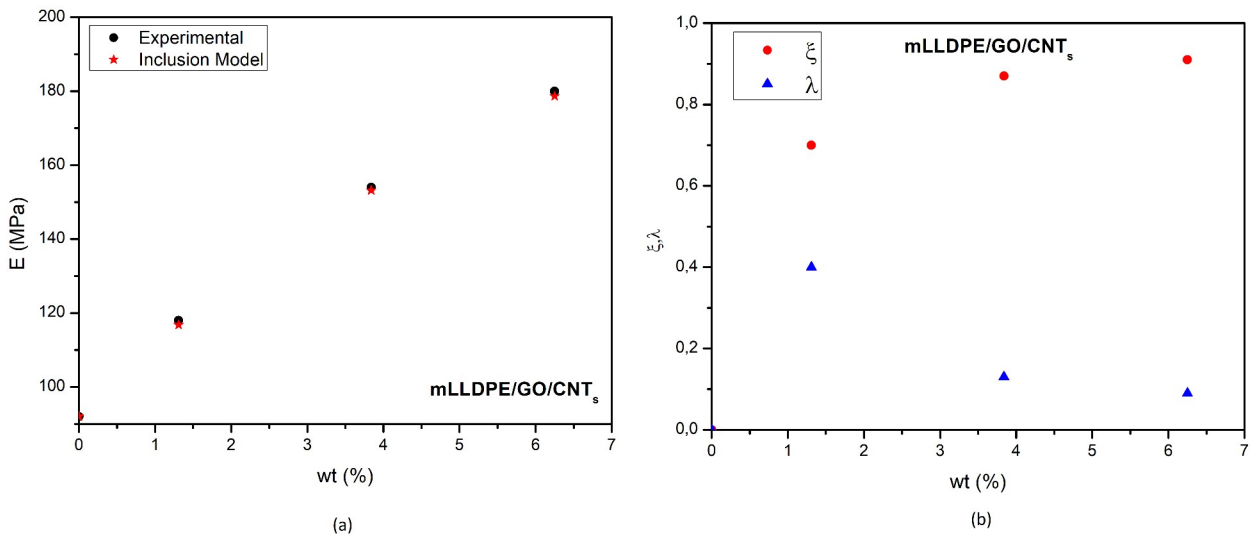 200
180
160
140
120
100
E (MPa)
Experimental
Inclusion Model
mLLDPE/GO/CNTs
0 1 2 3 4 5 6 7
wt (%)
(a)
1,0
0,8
0,6
0,4
0,2
0,0
ξ,λ
ξ
λ
mLLDPE/GO/CNTs
0 1 2 3 4 5 6 7
wt (%)
(b)